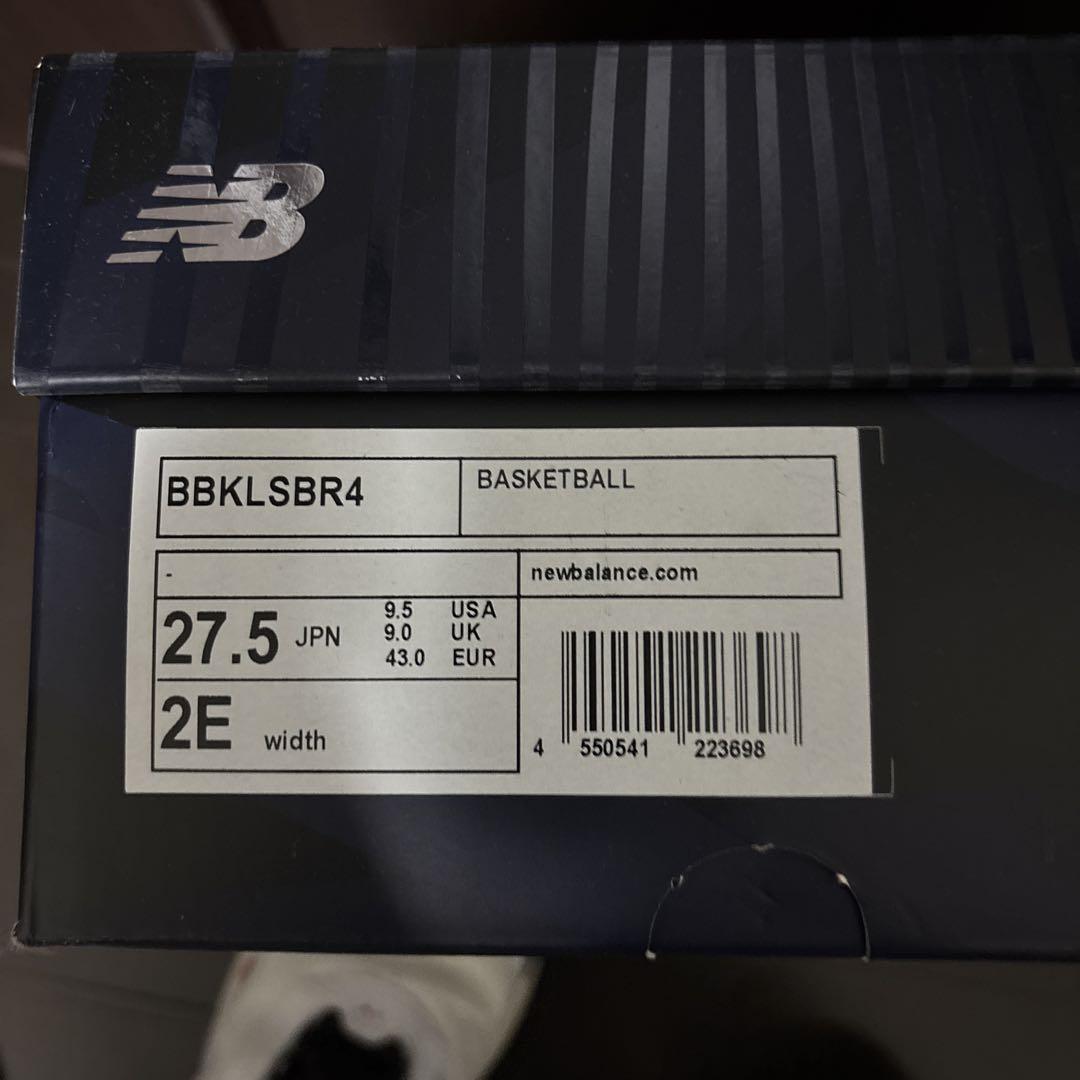 NB
BBKLSBR4
BASKETBALL
-
newbalance.com
27.5 JPN
9.5 USA
9.0 UK
43.0 EUR
2E width
4 550541 223698